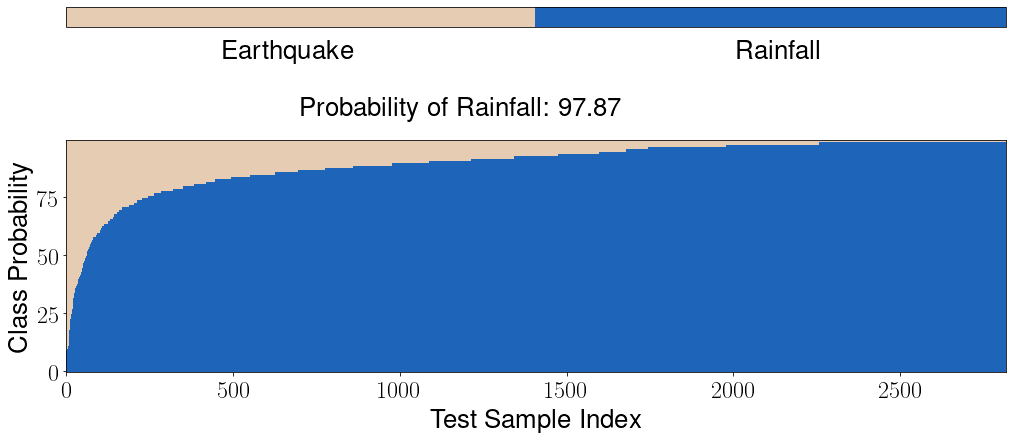 Earthquake Rainfall
Probability of Rainfall: 97.87
Class Probability
75
50
25
0
0 500 1000 1500 2000 2500
Test Sample Index